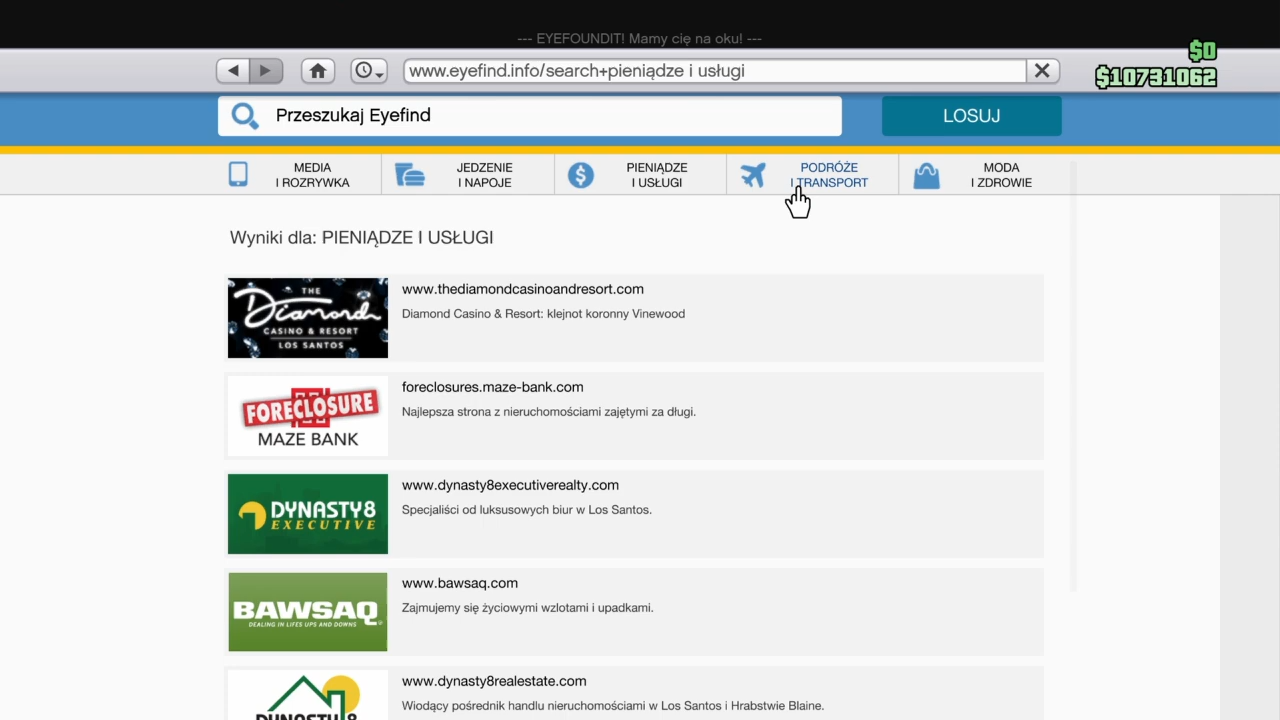 --- EYEFOUNDIT! Mamy cię na oku! ---
$0
www.eyefind.info/search+pieniądze i usługi
$10731062
Przeszukaj Eyefind
LOSUJ
MEDIA
I ROZRYWKA
JEDZENIE
I NAPOJE
PIENIĄDZE
I USŁUGI
PODRÓŻE
I TRANSPORT
MODA
I ZDROWIE
Wyniki dla: PIENIĄDZE I USŁUGI
THE
Diamond
CASINO & RESORT
LOS SANTOS
www.thediamondcasinoandresort.com
Diamond Casino & Resort: klejnot koronny Vinewood
FORECLOSURE
MAZE BANK
foreclosures.maze-bank.com
Najlepsza strona z nieruchomościami zajętymi za długi.
DYNASTY8
EXECUTIVE
www.dynasty8executiverealty.com
Specjaliści od luksusowych biur w Los Santos.
BAWSAQ
DEALING IN LIFES UPS AND DOWNS
www.bawsaq.com
Zajmujemy się życiowymi wzlotami i upadkami.
DYNASTY 8
www.dynasty8realestate.com
Wiodący pośrednik handlu nieruchomościami w Los Santos i Hrabstwie Blaine.